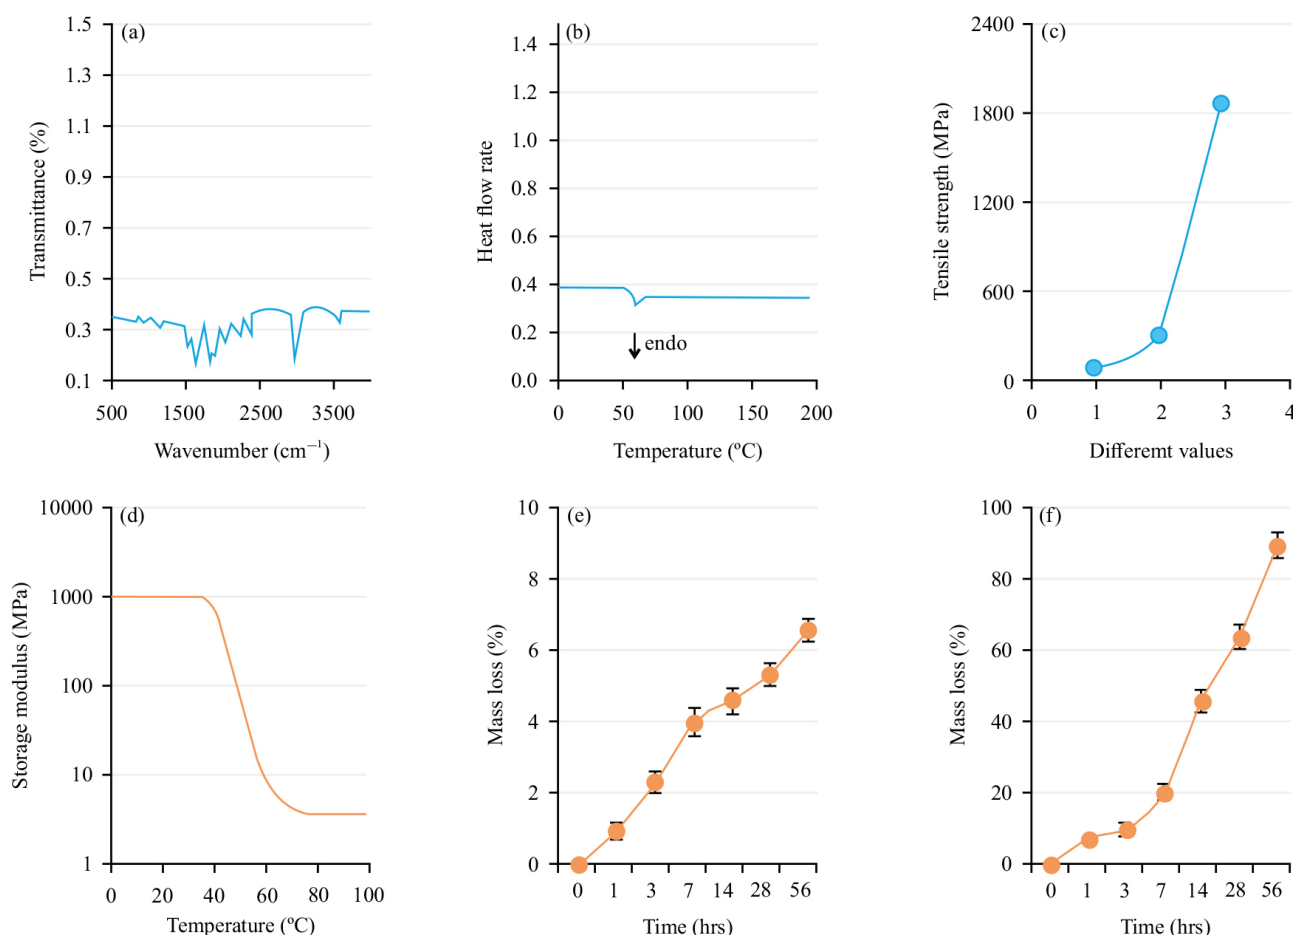 (a)
1.5
1.3
1.1
0.9
0.7
0.5
0.3
0.1
Transmittance (%)
500 1500 2500 3500
Wavenumber (cm⁻¹)
(b)
1.4
1.2
1.0
0.8
0.6
0.4
0.2
0.0
Heat flow rate
endo
0 50 100 150 200
Temperature (ºC)
(c)
2400
1800
1200
600
0
Tensile strength (MPa)
0 1 2 3 4
Differemt values
(d)
10000
1000
100
10
1
Storage modulus (MPa)
0 20 40 60 80 100
Temperature (ºC)
(e)
10
8
6
4
2
0
Mass loss (%)
0 1 3 7 14 28 56
Time (hrs)
(f)
100
80
60
40
20
0
Mass loss (%)
0 1 3 7 14 28 56
Time (hrs)